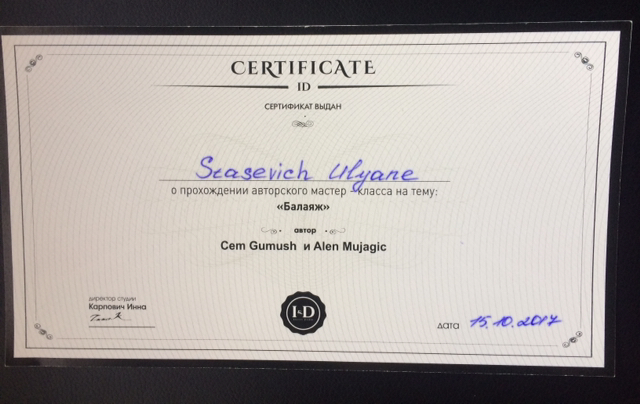 CERTIFICATE
ID
СЕРТИФИКАТ ВЫДАН
Stasevich Ulyane
о прохождении авторского мастер –класса на тему:
«Балаяж»
автор
Cem Gumush и Alen Mujagic
директор студии
Карпович Инна
I&D
дата 15.10.2017